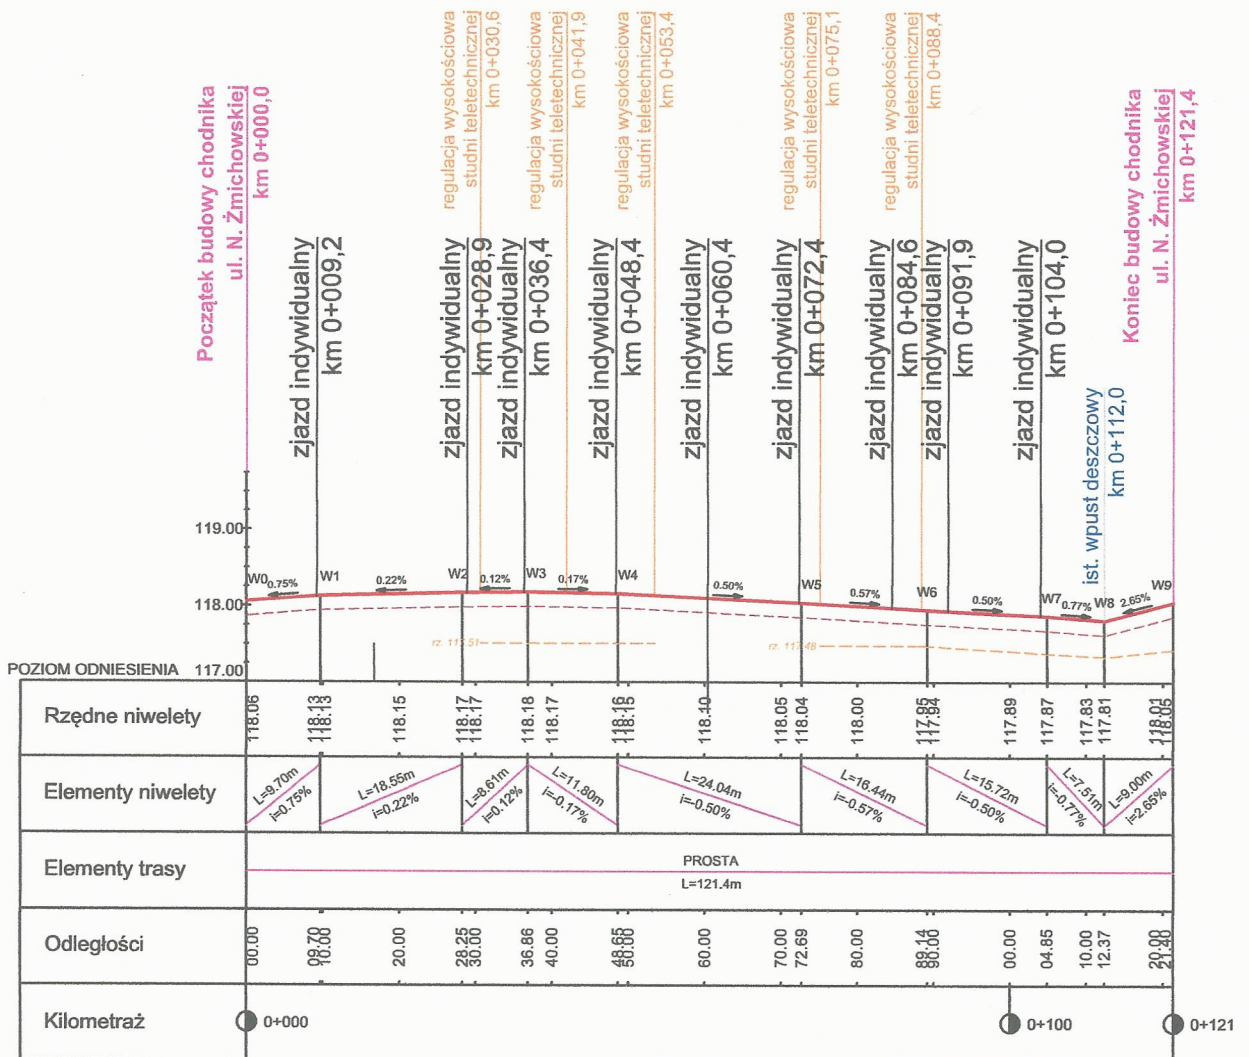 Początek budowy chodnika
ul. N. Żmichowskiej
km 0+000,0
zjazd indywidualny
km 0+009,2
regulacja wysokościowa
studni teletechnicznej
km 0+030,6
zjazd indywidualny
km 0+028,9
regulacja wysokościowa
studni teletechnicznej
km 0+041,9
zjazd indywidualny
km 0+036,4
regulacja wysokościowa
studni teletechnicznej
km 0+053,4
zjazd indywidualny
km 0+048,4
zjazd indywidualny
km 0+060,4
regulacja wysokościowa
studni teletechnicznej
km 0+075,1
zjazd indywidualny
km 0+072,4
regulacja wysokościowa
studni teletechnicznej
km 0+088,4
zjazd indywidualny
km 0+084,6
zjazd indywidualny
km 0+091,9
zjazd indywidualny
km 0+104,0
ist. wpust deszczowy
km 0+112,0
Koniec budowy chodnika
ul. N. Żmichowskiej
km 0+121,4
119.00
118.00
117.00
W0 0.75% W1 0.22% W2 0.12% W3 0.17% W4 0.50% W5 0.57% W6 0.50% W7 0.77% W8 2.65% W9
rz. 117.51
rz. 117.48
POZIOM ODNIESIENIA
Rzędne niwelety
118.06 118.13 118.13 118.15 118.17 118.17 118.18 118.17 118.16 118.15 118.10 118.05 118.04 118.00 117.95 117.94 117.89 117.87 117.83 117.81 118.01 118.05
Elementy niwelety
L=9.70m
i=0.75%
L=18.55m
i=0.22%
L=8.61m
i=0.12%
L=11.80m
i=-0.17%
L=24.04m
i=-0.50%
L=16.44m
i=-0.57%
L=15.72m
i=-0.50%
L=7.51m
i=-0.77%
L=9.00m
i=2.65%
Elementy trasy
PROSTA
L=121.4m
Odległości
00.00 09.70 10.00 20.00 28.25 30.00 36.86 40.00 48.65 50.00 60.00 70.00 72.69 80.00 89.14 90.00 00.00 04.85 10.00 12.37 20.00 21.40
Kilometraż
0+000
0+100
0+121